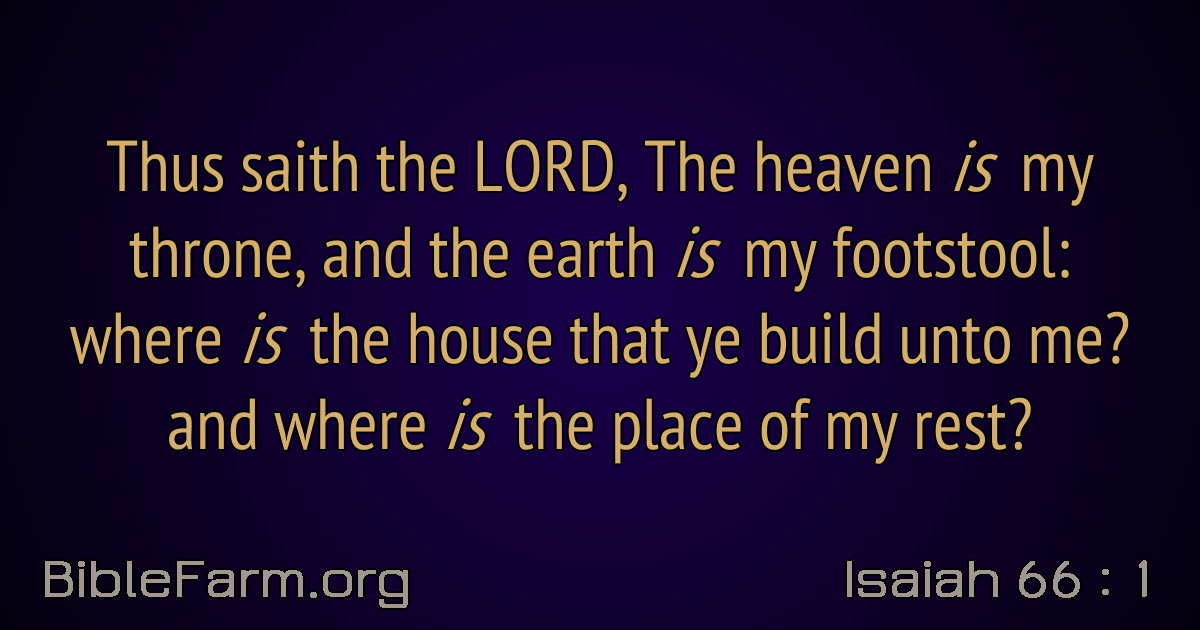 Thus saith the LORD, The heaven is my
throne, and the earth is my footstool:
where is the house that ye build unto me?
and where is the place of my rest?
BibleFarm.org
Isaiah 66 : 1